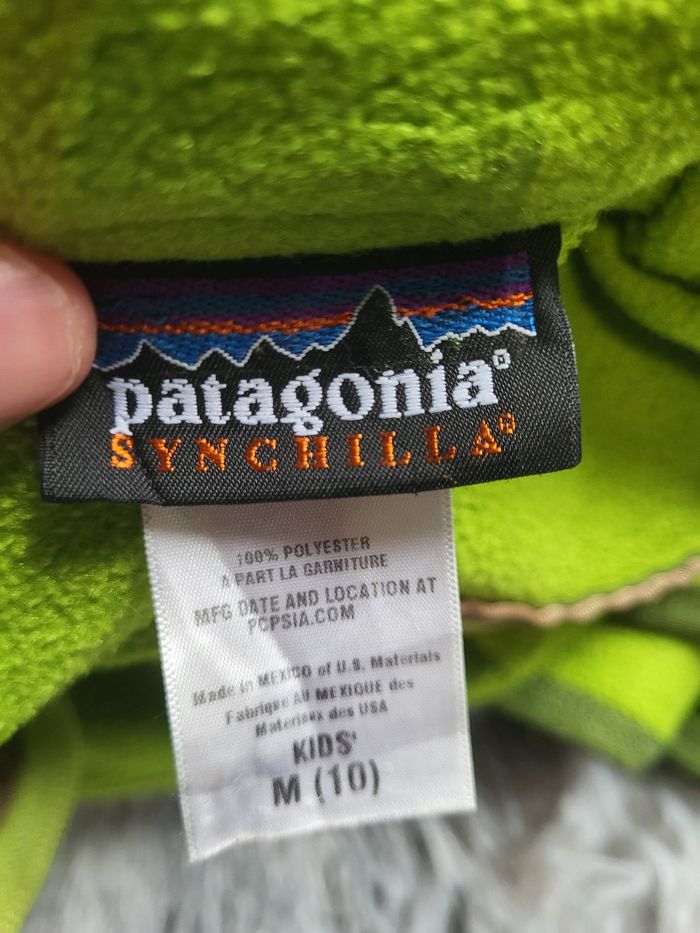 patagonia®
SYNCHILLA®
100% POLYESTER
A PART LA GARNITURE
MFG DATE AND LOCATION AT
PCPSIA.COM
Made in MEXICO of U.S. Materials
Fabriqué AU MEXIQUE des
Materiaux des USA
KIDS'
M (10)